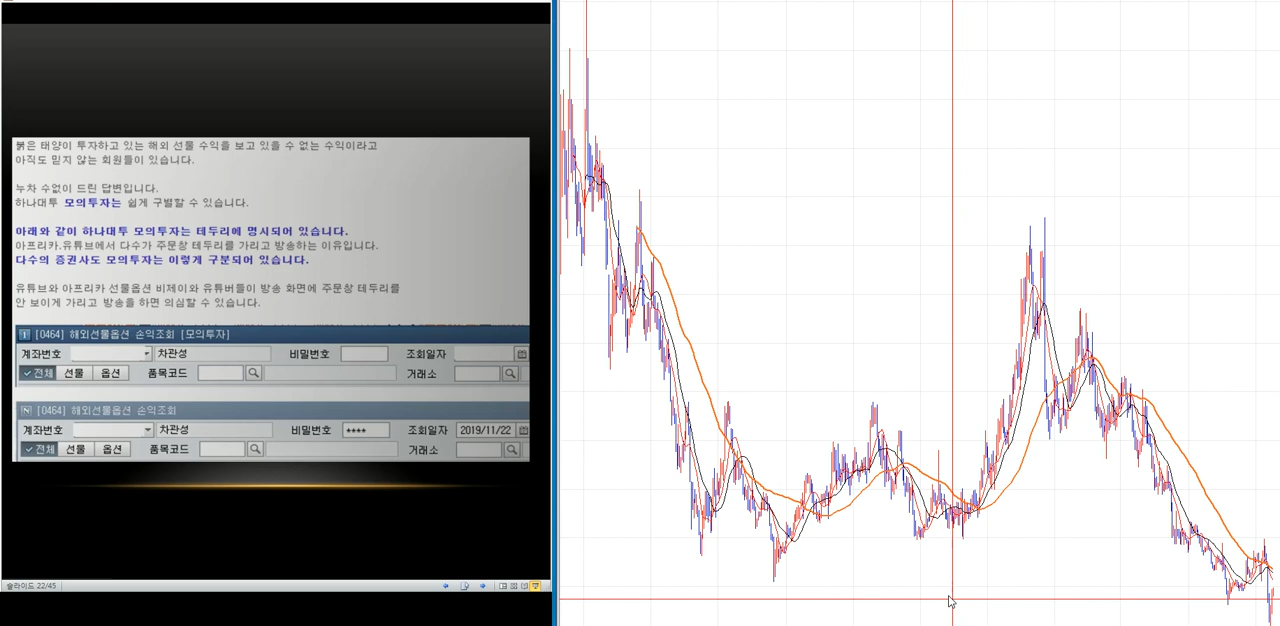 붉은 태양이 투자하고 있는 해외 선물 수익을 보고 있을 수 없는 수익이라고
아직도 믿지 않는 회원들이 있습니다.
누차 수없이 드린 답변입니다.
하나대투 모의투자는 쉽게 구별할 수 있습니다.
아래와 같이 하나대투 모의투자는 테두리에 명시되어 있습니다.
아프리카.유튜브에서 다수가 주문창 테두리를 가리고 방송하는 이유입니다.
다수의 증권사도 모의투자는 이렇게 구분되어 있습니다.
유튜브와 아프리카 선물옵션 비제이와 유튜버들이 방송 화면에 주문창 테두리를
안 보이게 가리고 방송을 하면 의심할 수 있습니다.
[0464] 해외선물옵션 손익조회 [모의투자]
계좌번호 차관성 비밀번호 조회일자
전체 선물 옵션 품목코드 거래소
[0464] 해외선물옵션 손익조회
계좌번호 차관성 비밀번호 **** 조회일자 2019/11/22
전체 선물 옵션 품목코드 거래소
슬라이드 22/45